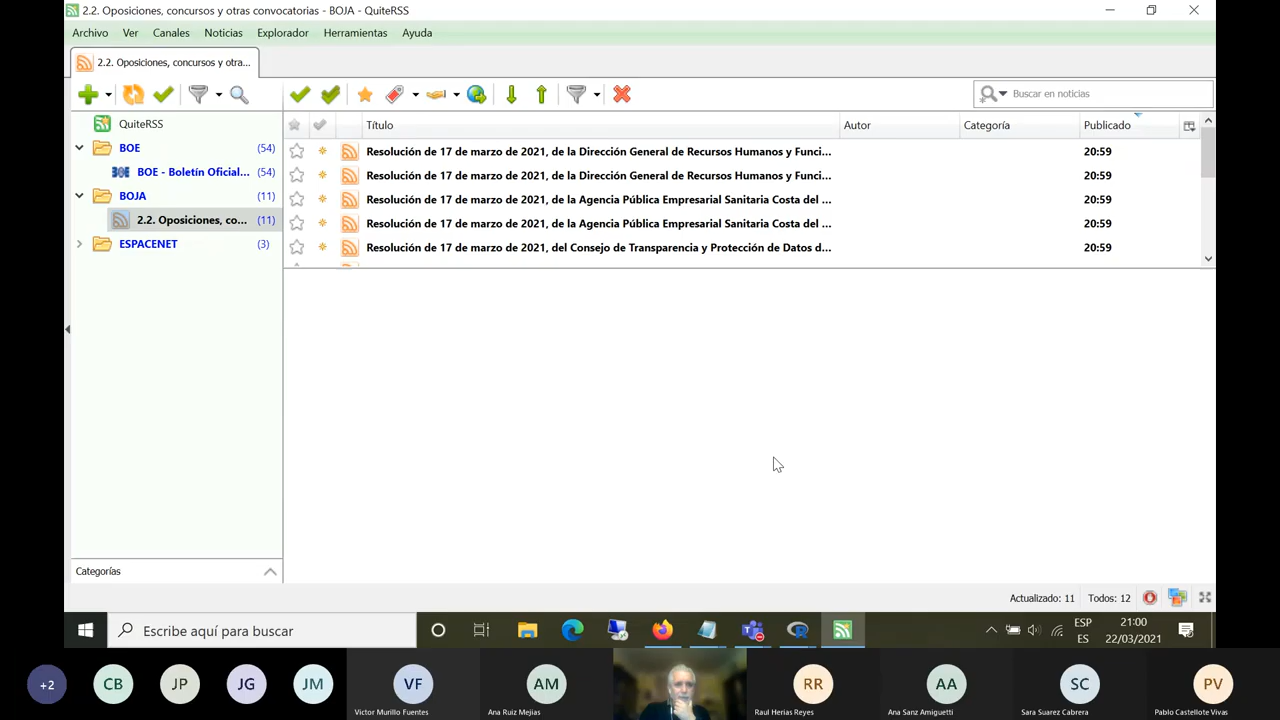 2.2. Oposiciones, concursos y otras convocatorias - BOJA - QuiteRSS
Archivo Ver Canales Noticias Explorador Herramientas Ayuda
2.2. Oposiciones, concursos y otra...
Buscar en noticias
QuiteRSS
BOE (54)
BOE - Boletín Oficial... (54)
BOJA (11)
2.2. Oposiciones, co... (11)
ESPACENET (3)
Categorías
Título Autor Categoría Publicado
Resolución de 17 de marzo de 2021, de la Dirección General de Recursos Humanos y Funci... 20:59
Resolución de 17 de marzo de 2021, de la Dirección General de Recursos Humanos y Funci... 20:59
Resolución de 17 de marzo de 2021, de la Agencia Pública Empresarial Sanitaria Costa del ... 20:59
Resolución de 17 de marzo de 2021, de la Agencia Pública Empresarial Sanitaria Costa del ... 20:59
Resolución de 17 de marzo de 2021, del Consejo de Transparencia y Protección de Datos d... 20:59
Actualizado: 11 Todos: 12
Escribe aquí para buscar
ESP
ES
21:00
22/03/2021
+2 CB JP JG JM VF AM RR AA SC PV
Victor Murillo Fuentes Ana Ruiz Mejias Raul Herias Reyes Ana Sanz Amiguetti Sara Suarez Cabrera Pablo Castellote Vivas